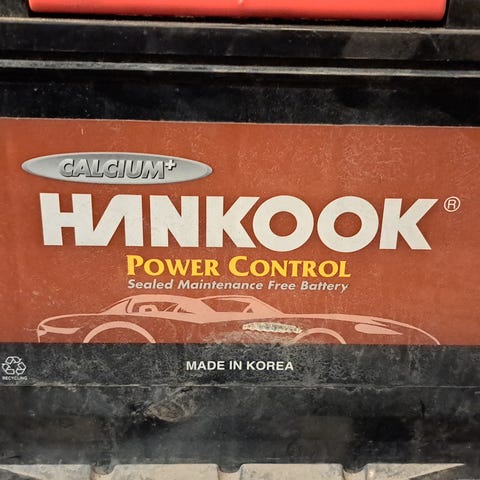 CALCIUM+
HANKOOK®
POWER CONTROL
Sealed Maintenance Free Battery
MADE IN KOREA
RECYCLING